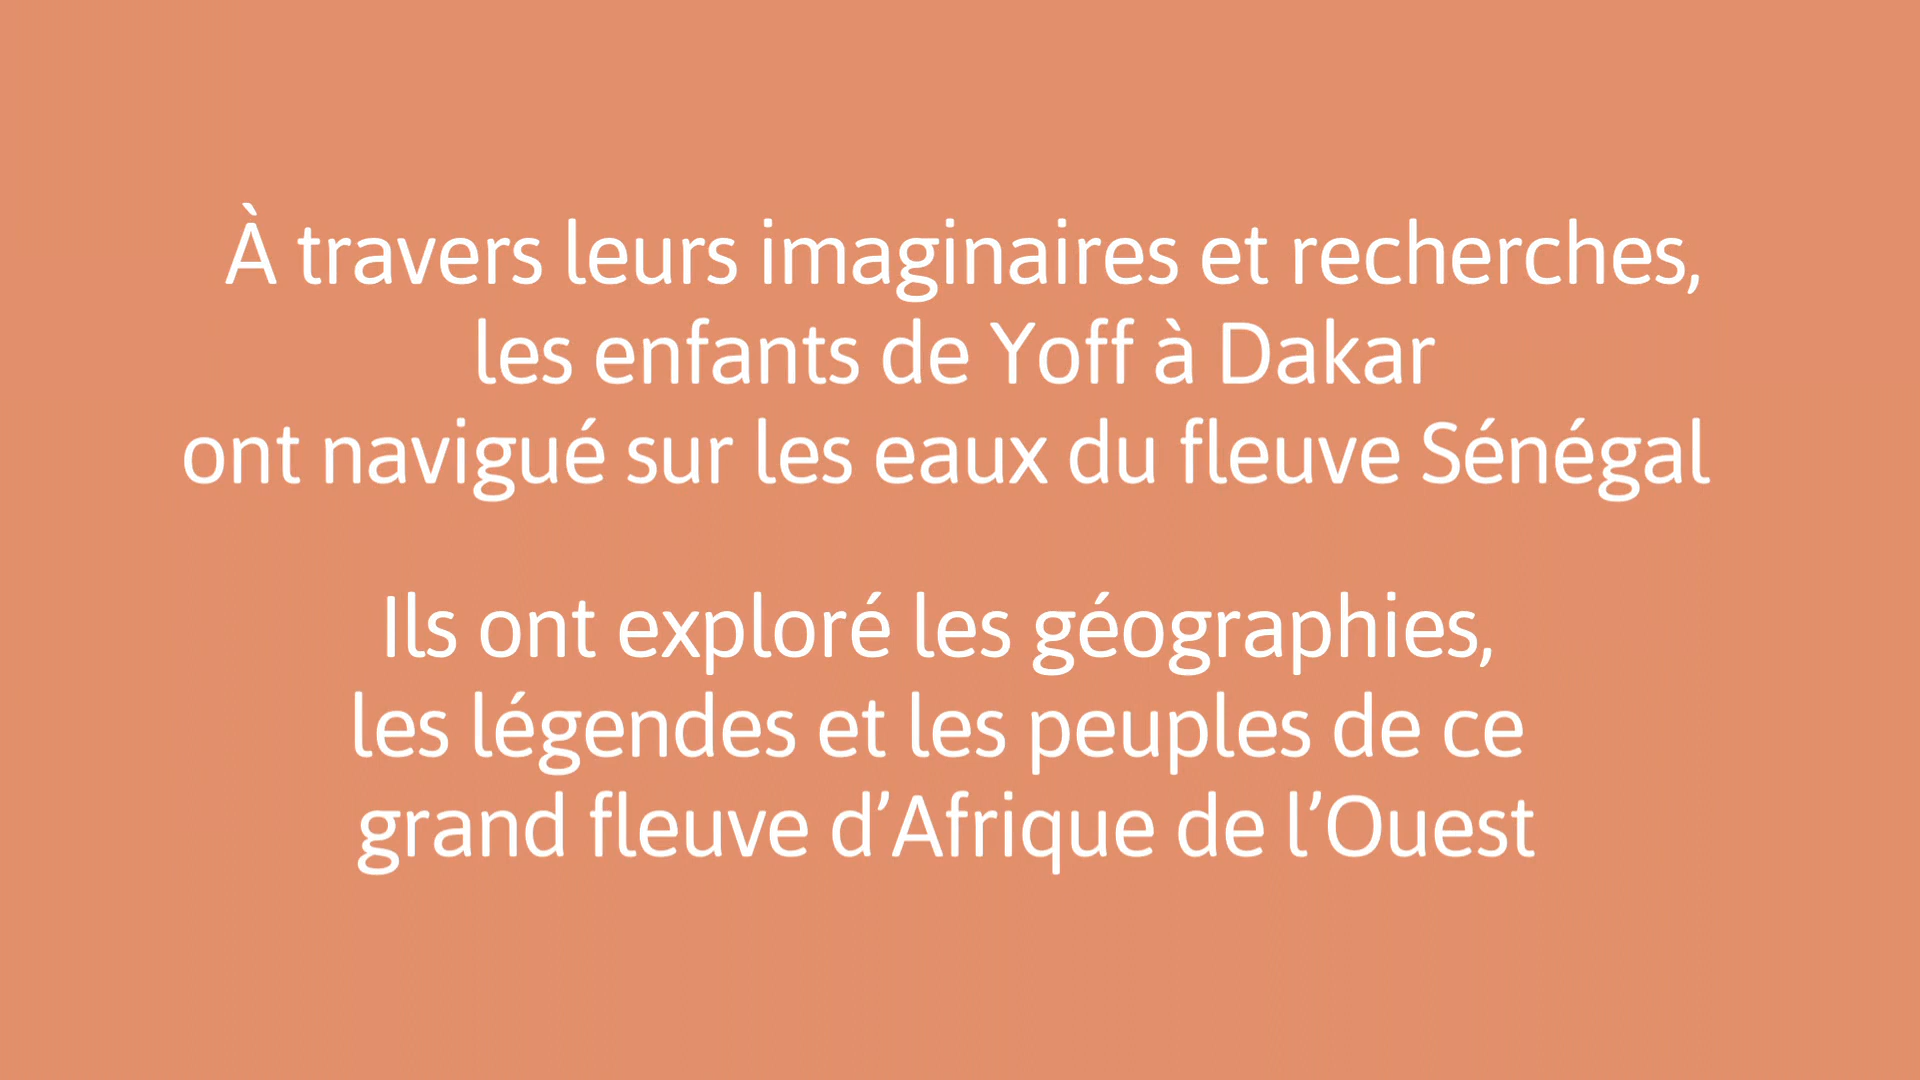 À travers leurs imaginaires et recherches,
les enfants de Yoff à Dakar
ont navigué sur les eaux du fleuve Sénégal
Ils ont exploré les géographies,
les légendes et les peuples de ce
grand fleuve d’Afrique de l’Ouest